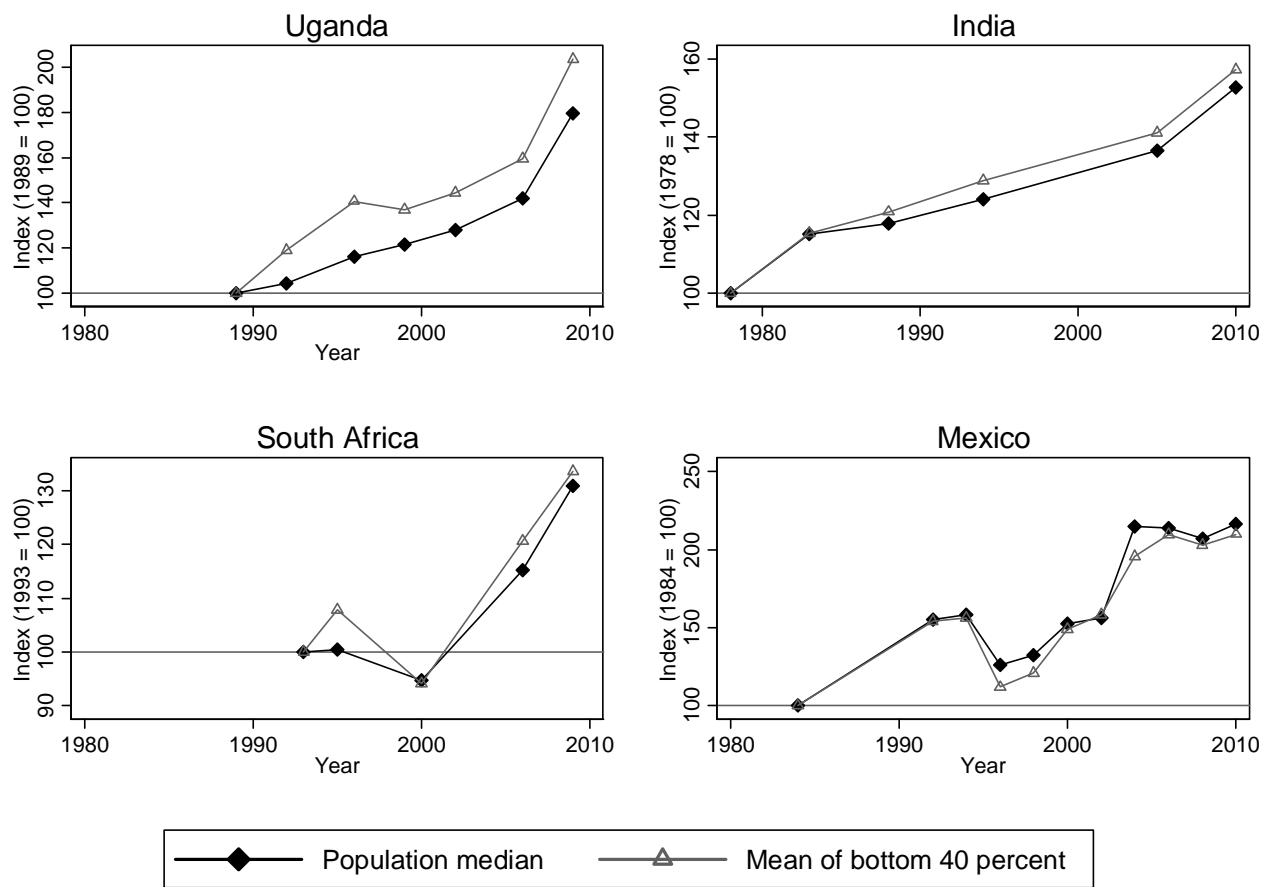 Uganda
Index (1989 = 100)
200
180
160
140
120
100
1980 1990 2000 2010
Year
India
Index (1978 = 100)
160
140
120
100
1980 1990 2000 2010
South Africa
Index (1993 = 100)
130
120
110
100
90
1980 1990 2000 2010
Year
Mexico
Index (1984 = 100)
250
200
150
100
1980 1990 2000 2010
Year
Population median Mean of bottom 40 percent